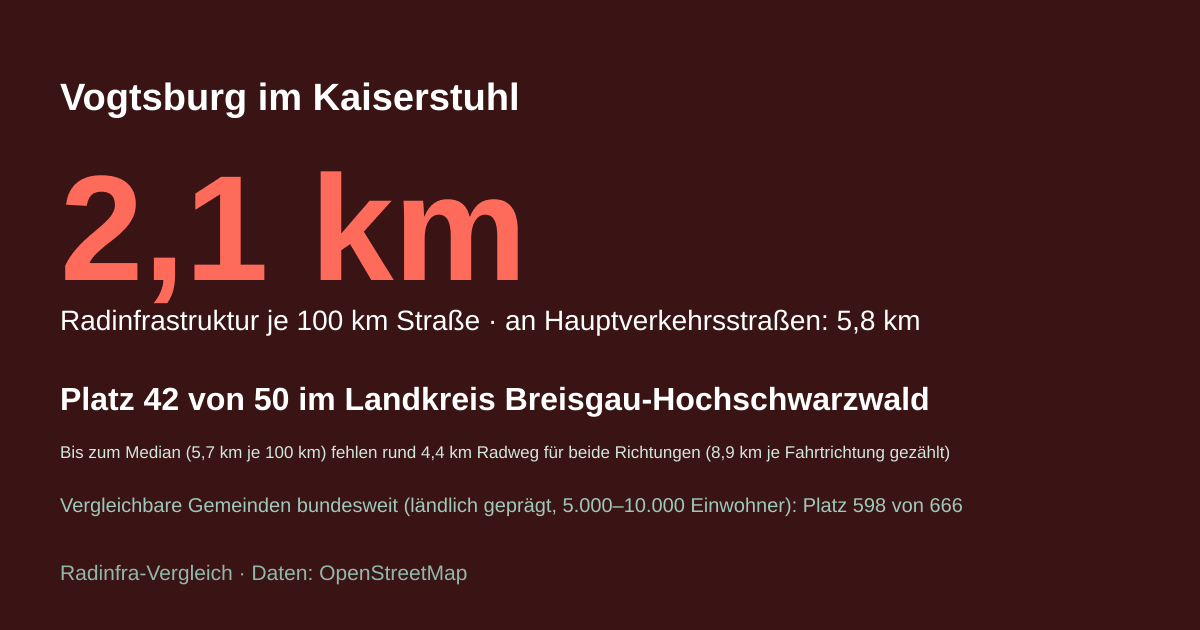 Vogtsburg im Kaiserstuhl
2,1 km
Radinfrastruktur je 100 km Straße · an Hauptverkehrsstraßen: 5,8 km
Platz 42 von 50 im Landkreis Breisgau-Hochschwarzwald
Bis zum Median (5,7 km je 100 km) fehlen rund 4,4 km Radweg für beide Richtungen (8,9 km je Fahrtrichtung gezählt)
Vergleichbare Gemeinden bundesweit (ländlich geprägt, 5.000–10.000 Einwohner): Platz 598 von 666
Radinfra-Vergleich · Daten: OpenStreetMap